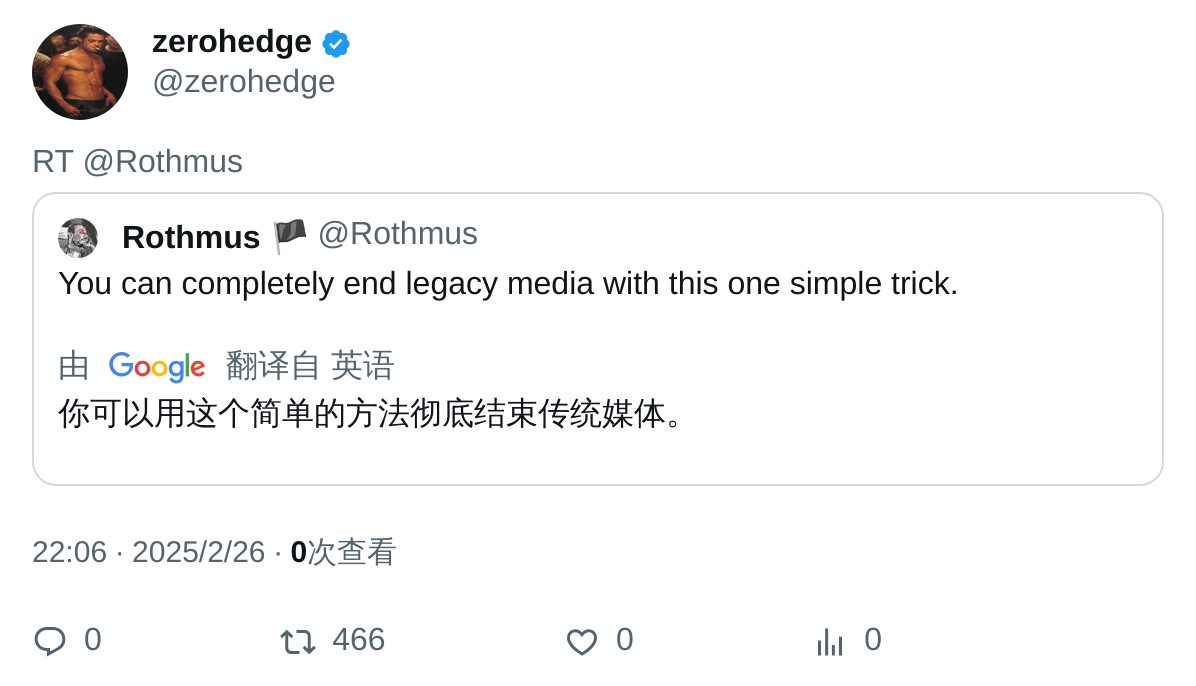 zerohedge
@zerohedge
RT @Rothmus
Rothmus 🏴 @Rothmus
You can completely end legacy media with this one simple trick.
由 Google 翻译自 英语
你可以用这个简单的方法彻底结束传统媒体。
22:06 · 2025/2/26 · 0次查看
0 466 0 0